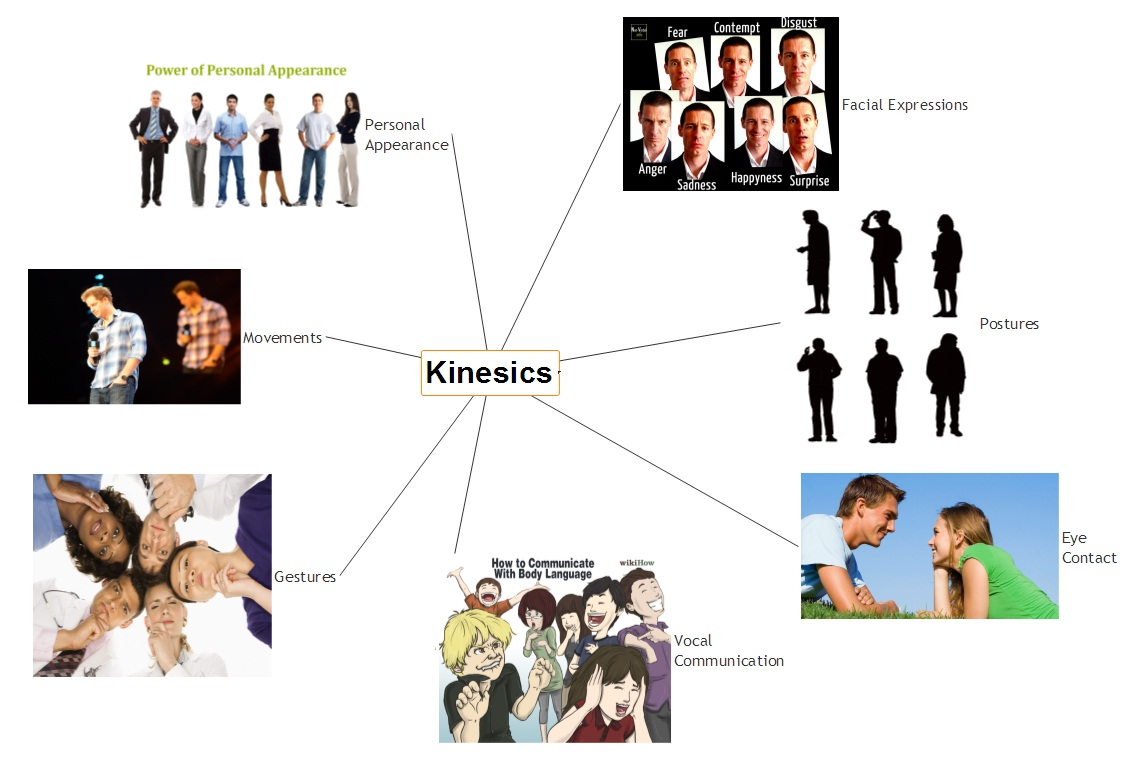 Power of Personal Appearance
Personal
Appearance
Fear
Contempt
Disgust
Anger
Sadness
Happyness
Surprise
Facial Expressions
Movements
Kinesics
Postures
Gestures
Eye
Contact
How to Communicate
With Body Language
wikiHow
Vocal
Communication